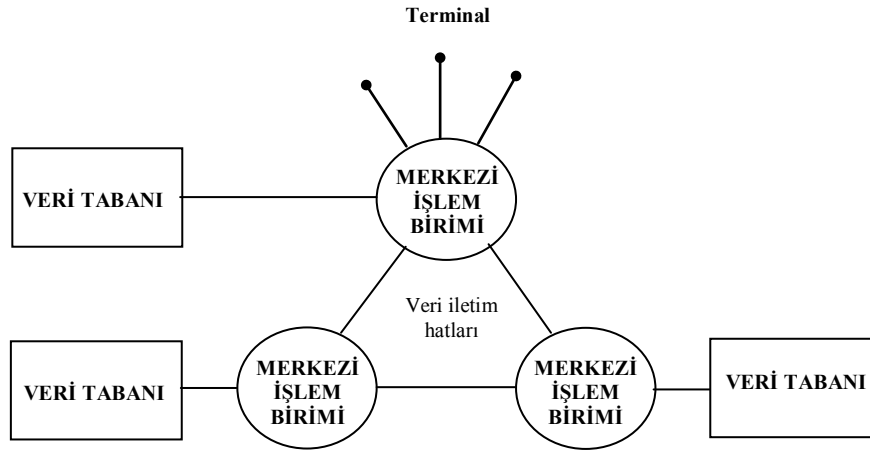 Terminal
VERİ TABANI
MERKEZİ
İŞLEM
BİRİMİ
Veri iletim
hatları
VERİ TABANI
MERKEZİ
İŞLEM
BİRİMİ
MERKEZİ
İŞLEM
BİRİMİ
VERİ TABANI